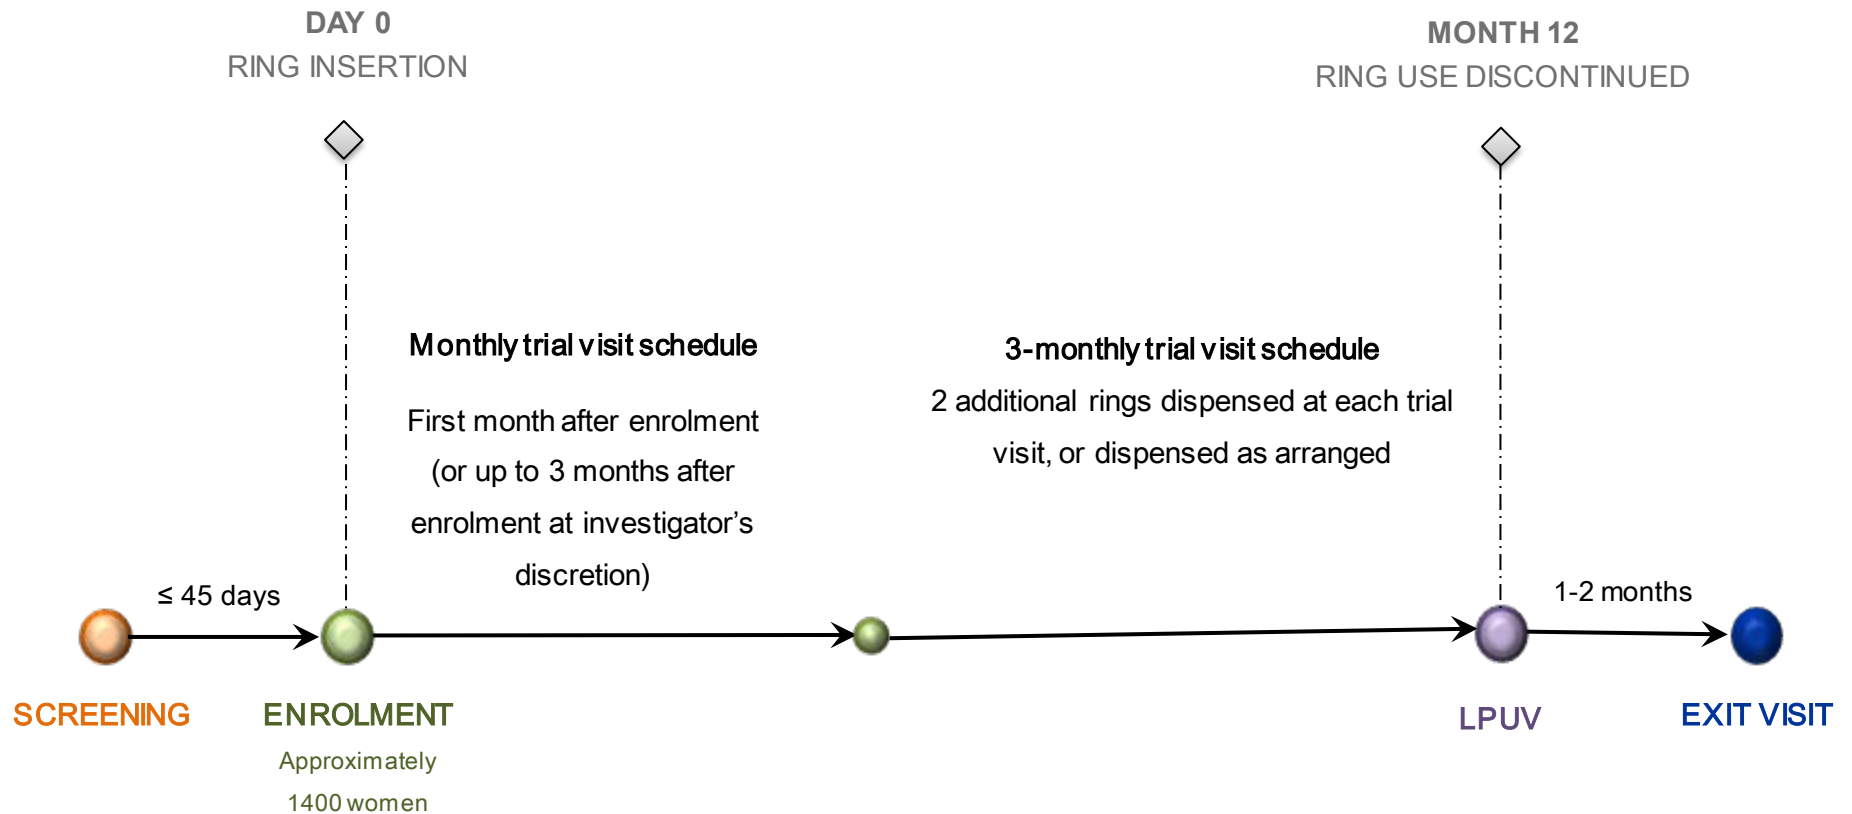 DAY 0
RING INSERTION
MONTH 12
RING USE DISCONTINUED
Monthly trial visit schedule
First month after enrolment
(or up to 3 months after
enrolment at investigator's
discretion)
3-monthly trial visit schedule
2 additional rings dispensed at each trial
visit, or dispensed as arranged
≤ 45 days
1-2 months
SCREENING
ENROLMENT
Approximately
1400 women
LPUV
EXIT VISIT